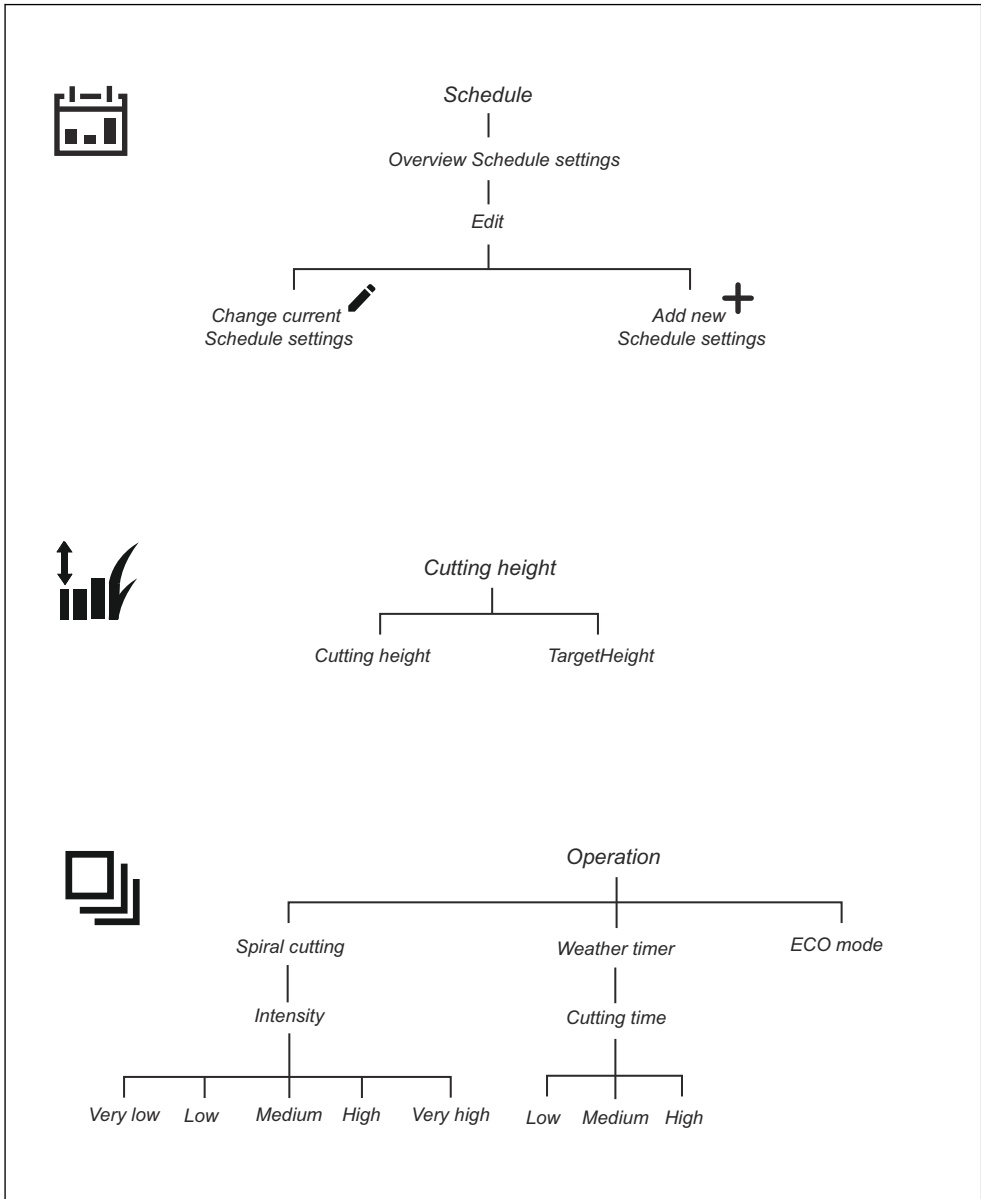 Schedule
Overview Schedule settings
Edit
Change current
Schedule settings
Add new
Schedule settings
Cutting height
Cutting height
TargetHeight
Operation
Spiral cutting
Weather timer
ECO mode
Intensity
Cutting time
Very low
Low
Medium
High
Very high
Low
Medium
High